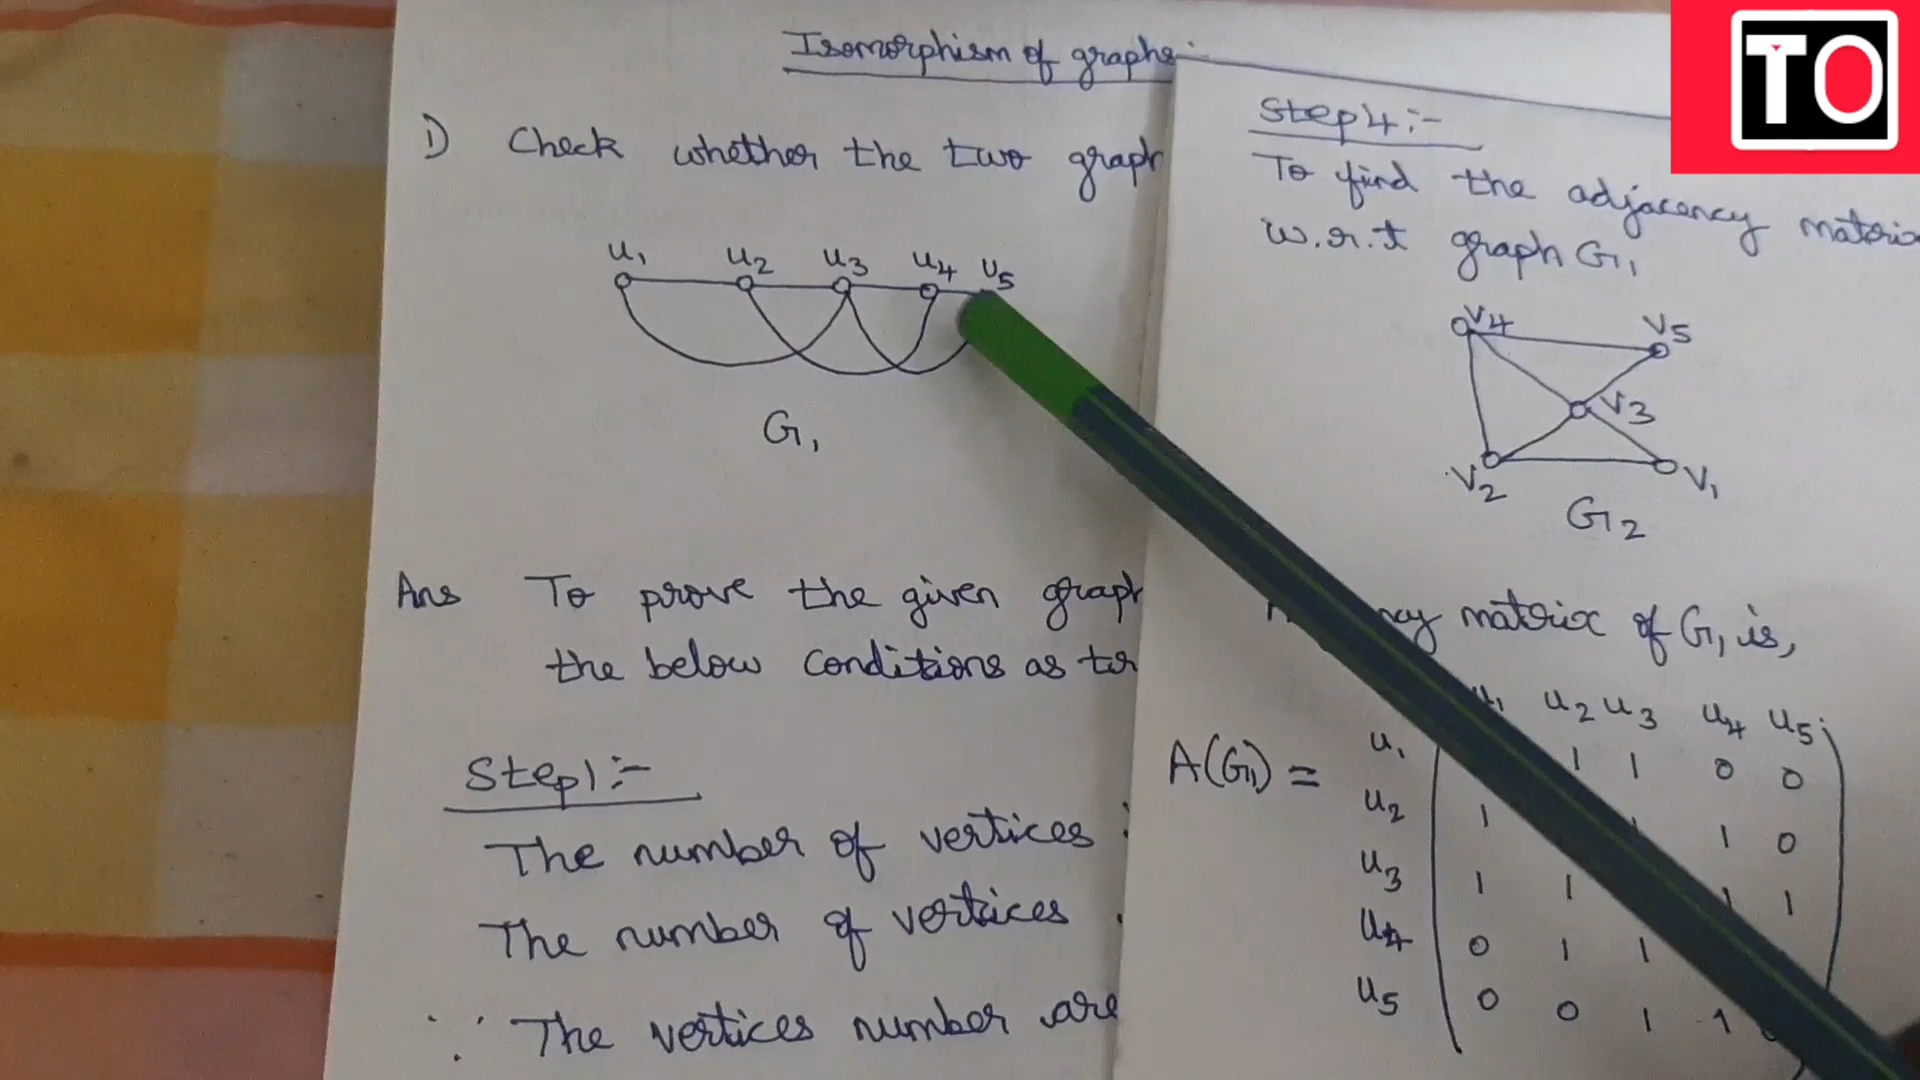 Isomorphism of graphs:
1) Check whether the two graph
u1 u2 u3 u4 u5
G1
Ans To prove the given graph
the below conditions as
Step1:-
The number of vertices
The number of vertices
∴ The vertices number are
TO
Step4:-
To find the adjacency
w.r.t graph G1
V4 V5
V3
V2 V1
G2
matrix of G1 is,
u2 u3 u4 u5
u1 1 1 0 0
A(G1) =
u2 1 1 0
u3 1 1 1 1
u4 0 1 1
u5 0 0 1 1